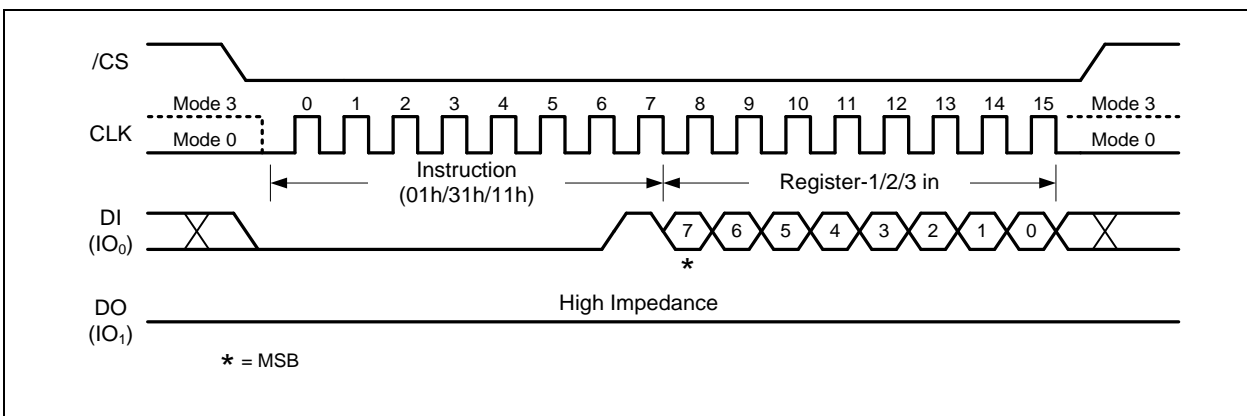 /CS
Mode 3 0 1 2 3 4 5 6 7 8 9 10 11 12 13 14 15 Mode 3
CLK Mode 0 Mode 0
Instruction
(01h/31h/11h) Register-1/2/3 in
DI
(IO₀) 7 6 5 4 3 2 1 0
*
High Impedance
DO
(IO₁)
* = MSB